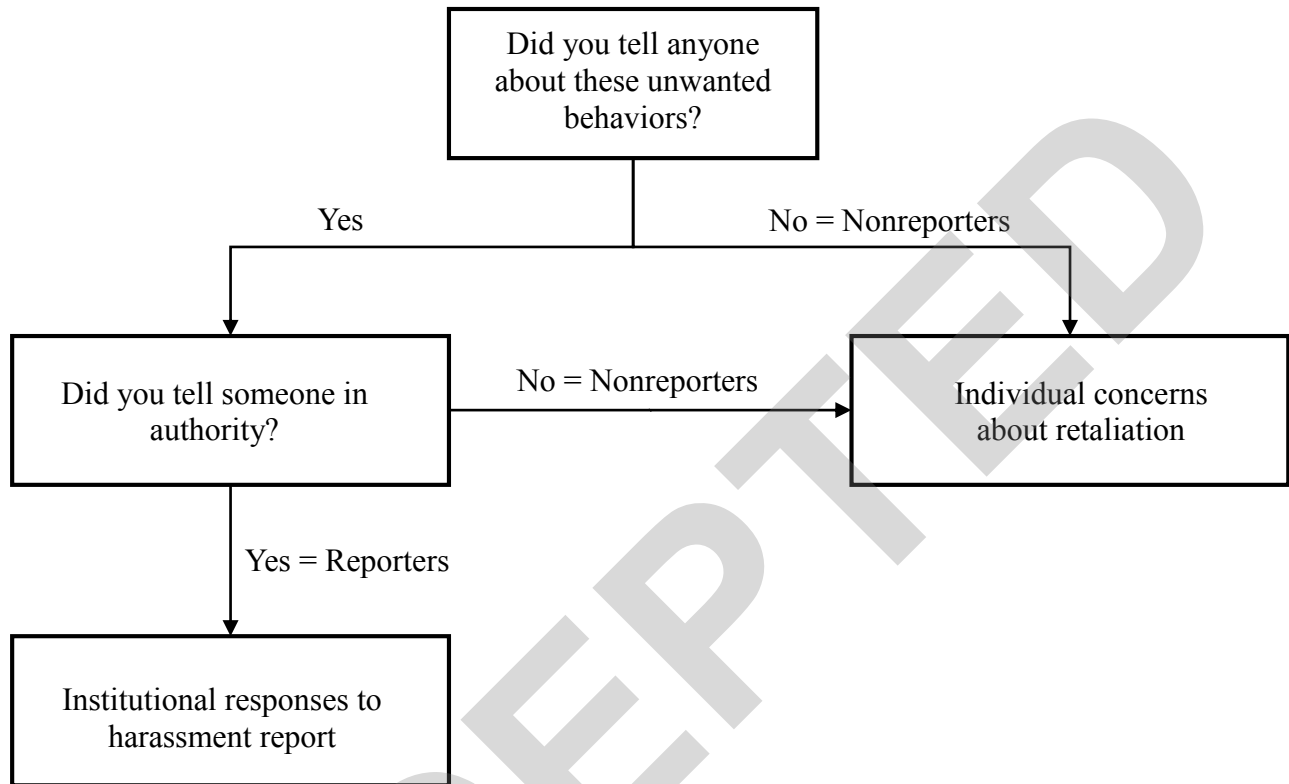 Did you tell anyone
about these unwanted
behaviors?
Yes
No = Nonreporters
Did you tell someone in
authority?
No = Nonreporters
Individual concerns
about retaliation
Yes = Reporters
Institutional responses to
harassment report
EPTED